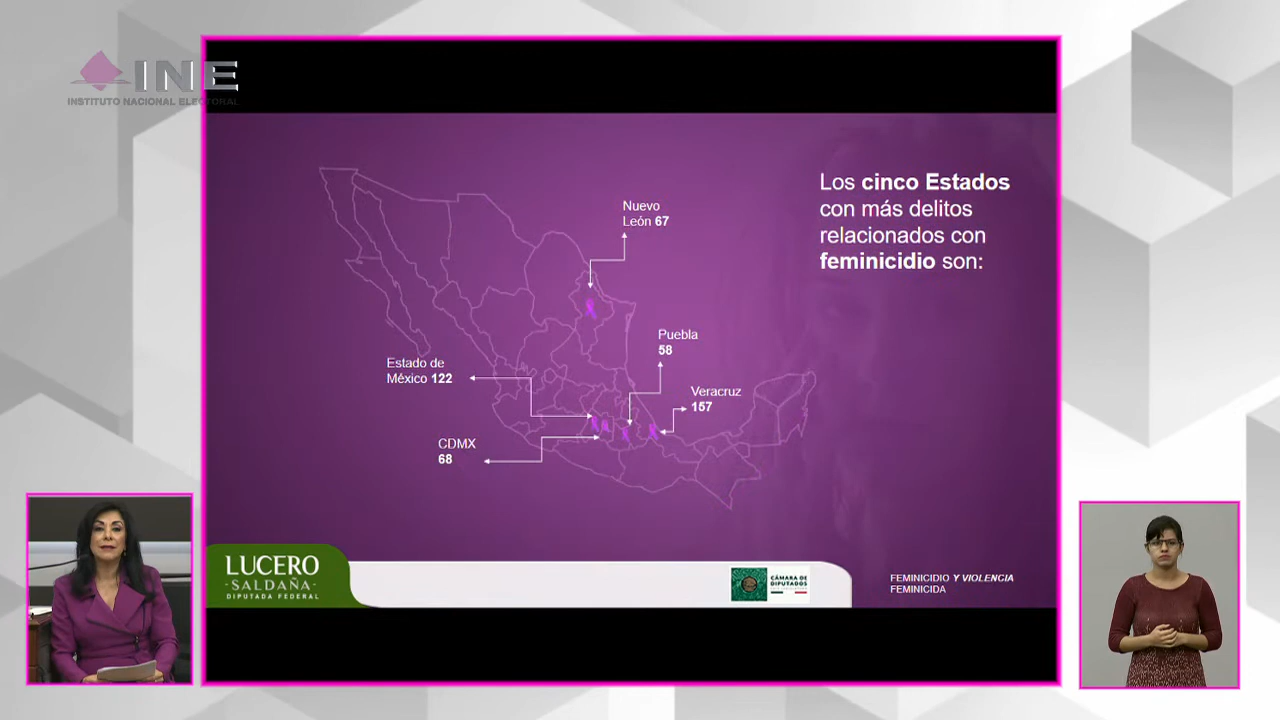 INE
INSTITUTO NACIONAL ELECTORAL
Los cinco Estados
con más delitos
relacionados con
feminicidio son:
Nuevo
León 67
Puebla
58
Estado de
México 122
Veracruz
157
CDMX
68
LUCERO
-SALDAÑA-
DIPUTADA FEDERAL
CÁMARA DE
DIPUTADOS
FEMINICIDIO Y VIOLENCIA
FEMINICIDA